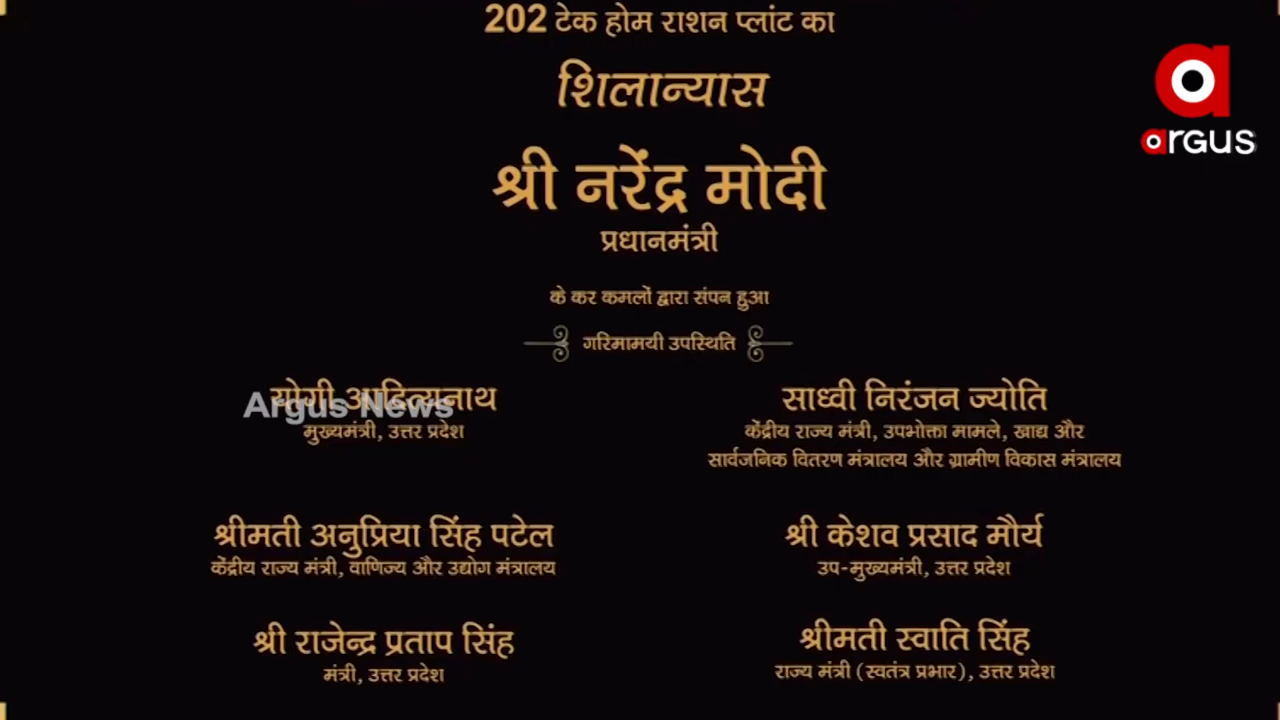 202 टेक होम राशन प्लांट का
शिलान्यास
श्री नरेंद्र मोदी
प्रधानमंत्री
के कर कमलों द्वारा संपन हुआ
गरिमामयी उपस्थिति
योगी आदित्यनाथ
मुख्यमंत्री, उत्तर प्रदेश
साध्वी निरंजन ज्योति
केंद्रीय राज्य मंत्री, उपभोक्ता मामले, खाद्य और
सार्वजनिक वितरण मंत्रालय और ग्रामीण विकास मंत्रालय
श्रीमती अनुप्रिया सिंह पटेल
केंद्रीय राज्य मंत्री, वाणिज्य और उद्योग मंत्रालय
श्री केशव प्रसाद मौर्य
उप-मुख्यमंत्री, उत्तर प्रदेश
श्री राजेन्द्र प्रताप सिंह
मंत्री, उत्तर प्रदेश
श्रीमती स्वाति सिंह
राज्य मंत्री (स्वतंत्र प्रभार), उत्तर प्रदेश
argus
Argus News